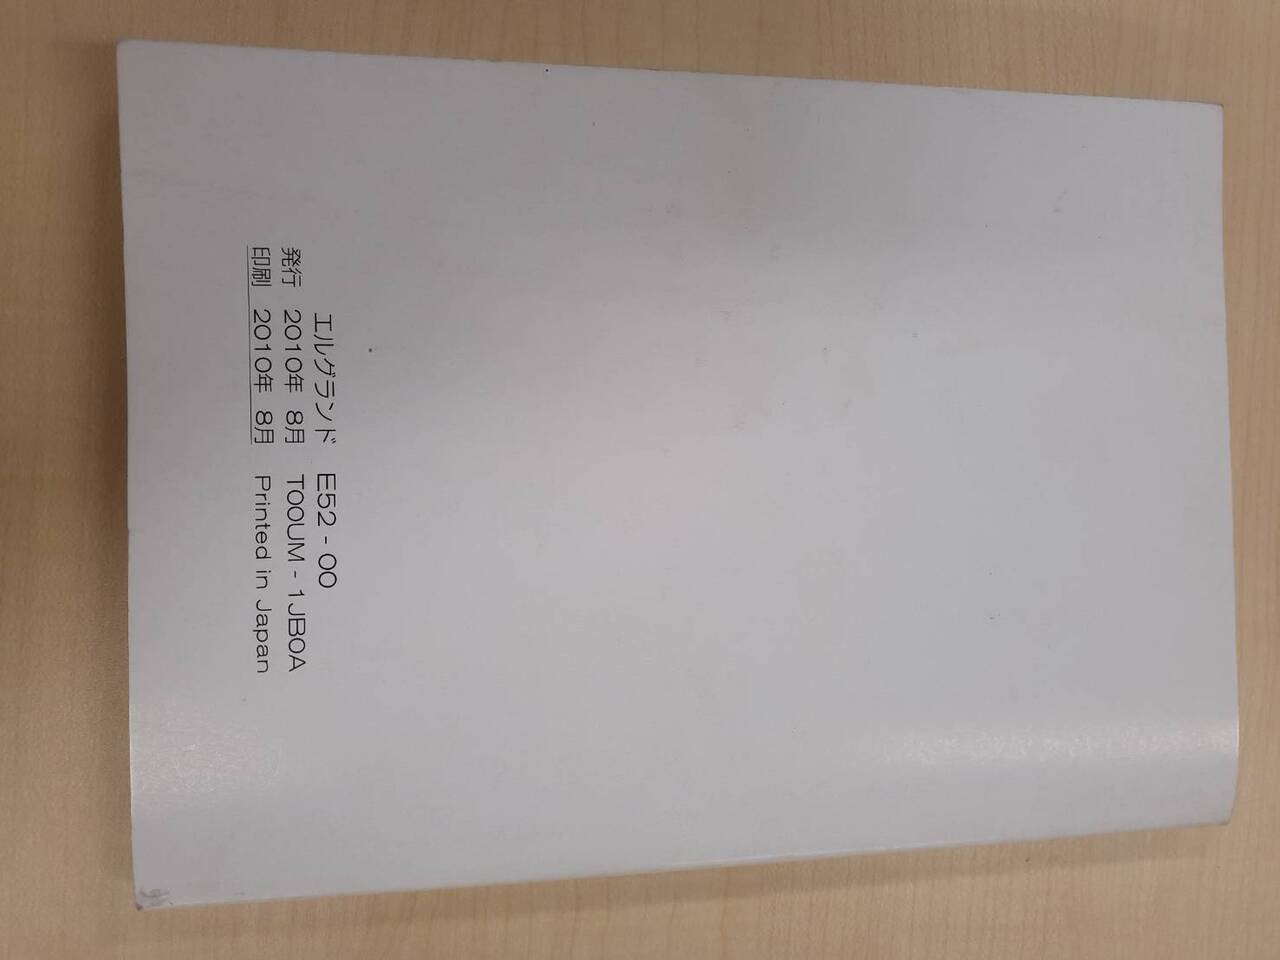 エルグランド E52-00
発行 2010年 8月 T00UM-1JB0A
印刷 2010年 8月 Printed in Japan